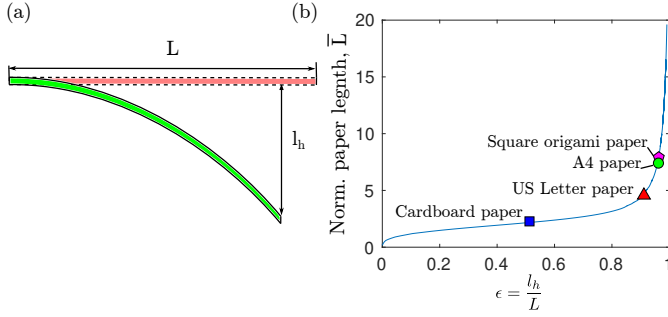 (a)
L
l_h
(b)
Norm. paper legnth, L̅
20
15
10
5
0
Square origami paper
A4 paper
US Letter paper
Cardboard paper
0 0.2 0.4 0.6 0.8 1
ϵ = l_h/L